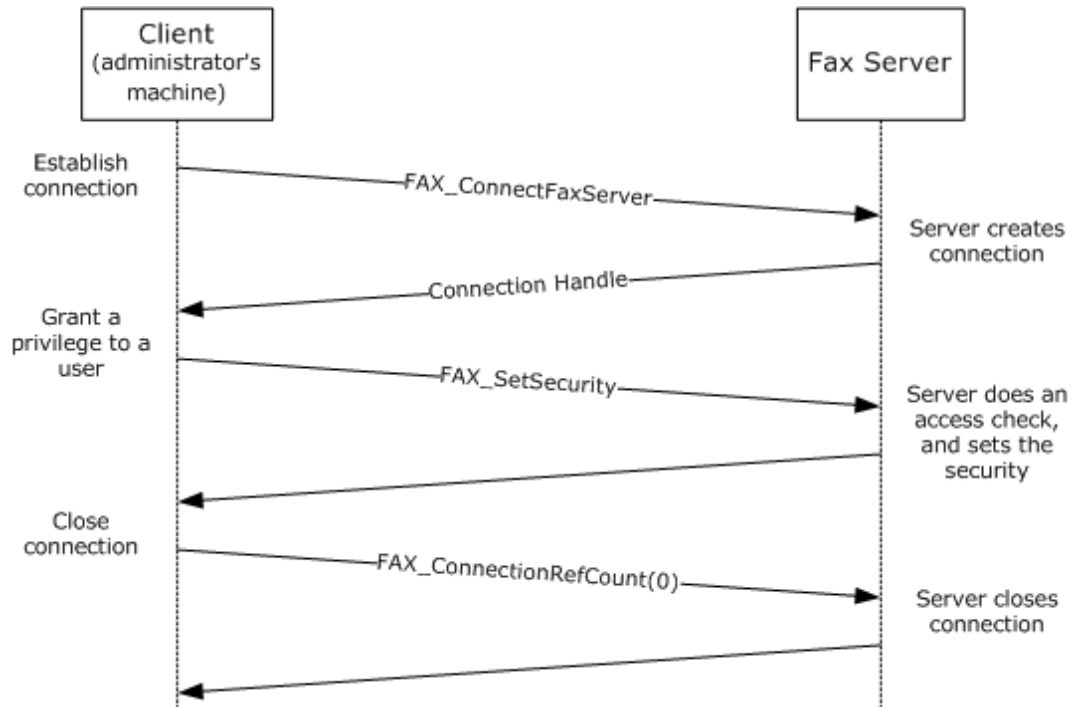 Client
(administrator's
machine)
Fax Server
Establish
connection
FAX_ConnectFaxServer
Server creates
connection
Connection Handle
Grant a
privilege to a
user
FAX_SetSecurity
Server does an
access check,
and sets the
security
Close
connection
FAX_ConnectionRefCount(0)
Server closes
connection